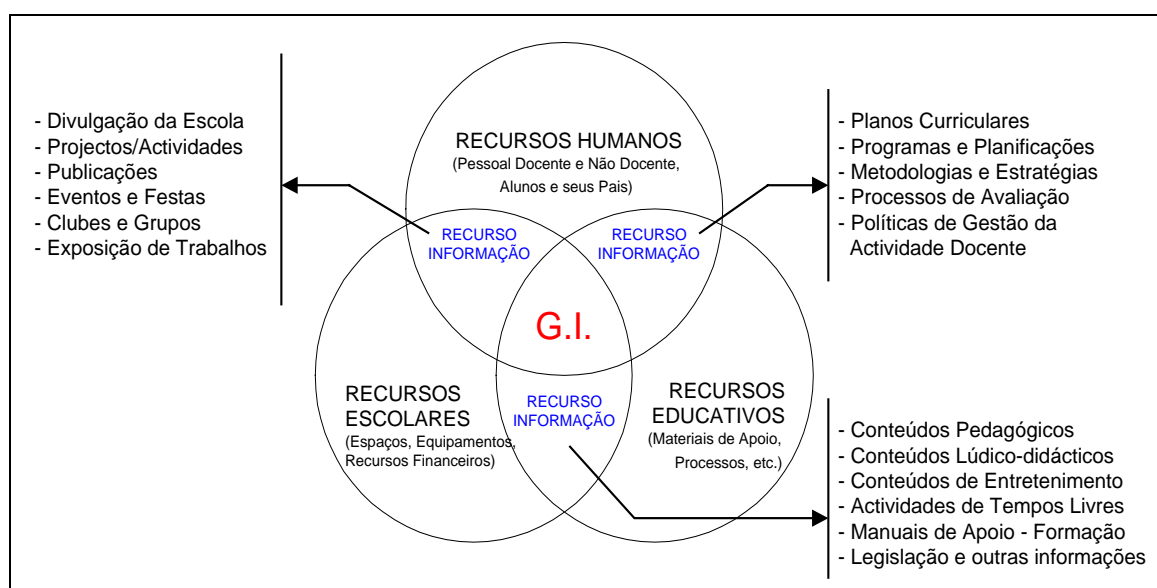 - Divulgação da Escola
- Projectos/Actividades
- Publicações
- Eventos e Festas
- Clubes e Grupos
- Exposição de Trabalhos
RECURSOS HUMANOS
(Pessoal Docente e Não Docente,
Alunos e seus Pais)
- Planos Curriculares
- Programas e Planificações
- Metodologias e Estratégias
- Processos de Avaliação
- Políticas de Gestão da
Actividade Docente
RECURSO
INFORMAÇÃO
RECURSO
INFORMAÇÃO
G.I.
RECURSOS
ESCOLARES
(Espaços, Equipamentos,
Recursos Financeiros)
RECURSO
INFORMAÇÃO
RECURSOS
EDUCATIVOS
(Materiais de Apoio,
Processos, etc.)
- Conteúdos Pedagógicos
- Conteúdos Lúdico-didácticos
- Conteúdos de Entretenimento
- Actividades de Tempos Livres
- Manuais de Apoio - Formação
- Legislação e outras informações